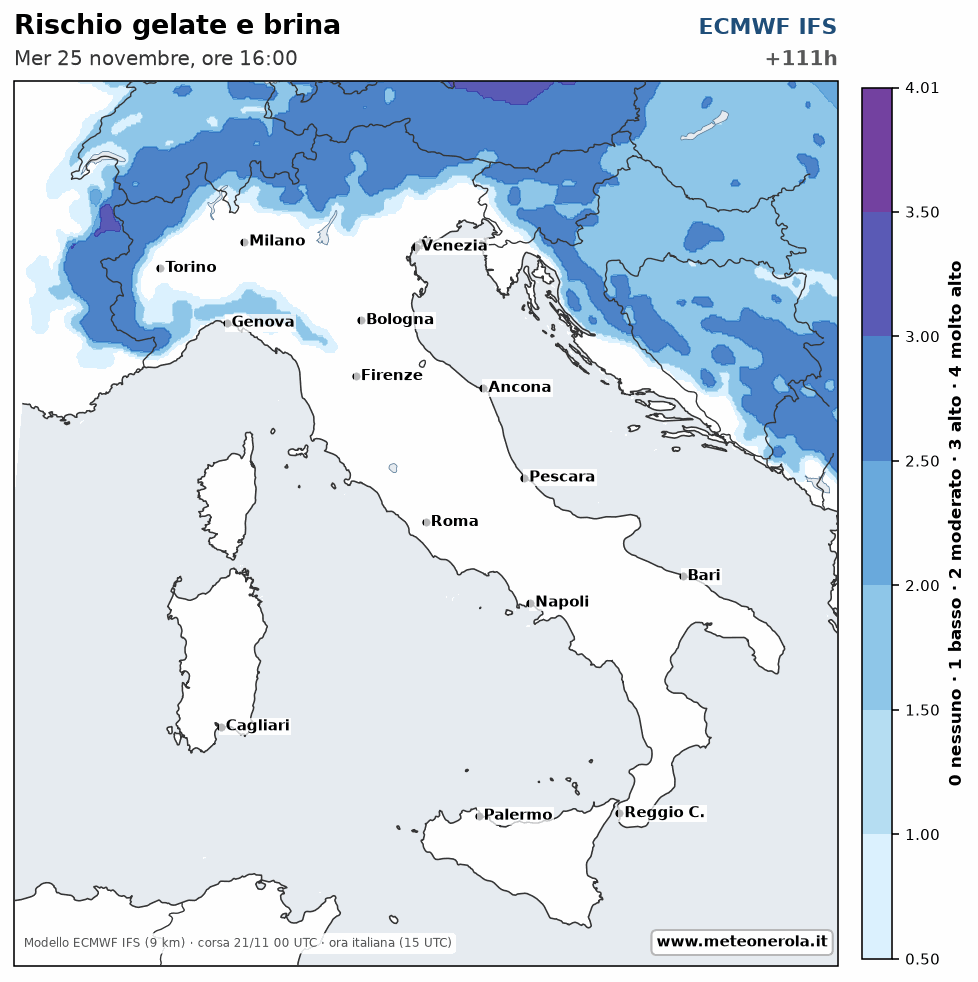 Rischio gelate e brina
ECMWF IFS
Mer 25 novembre, ore 16:00
+111h
4.01
3.50
3.00
2.50
2.00
1.50
1.00
0.50
0 nessuno · 1 basso · 2 moderato · 3 alto · 4 molto alto
Milano
Venezia
Torino
Genova
Bologna
Firenze
Ancona
Pescara
Roma
Bari
Napoli
Cagliari
Palermo
Reggio C.
Modello ECMWF IFS (9 km) · corsa 21/11 00 UTC · ora italiana (15 UTC)
www.meteonerola.it